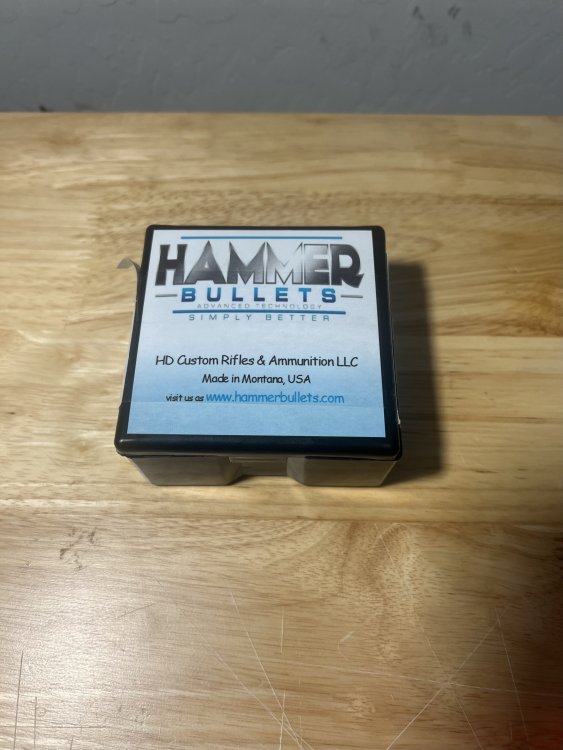 HAMMER
BULLETS
ADVANCED TECHNOLOGY
SIMPLY BETTER
HD Custom Rifles & Ammunition LLC
Made in Montana, USA
visit us as www.hammerbullets.com